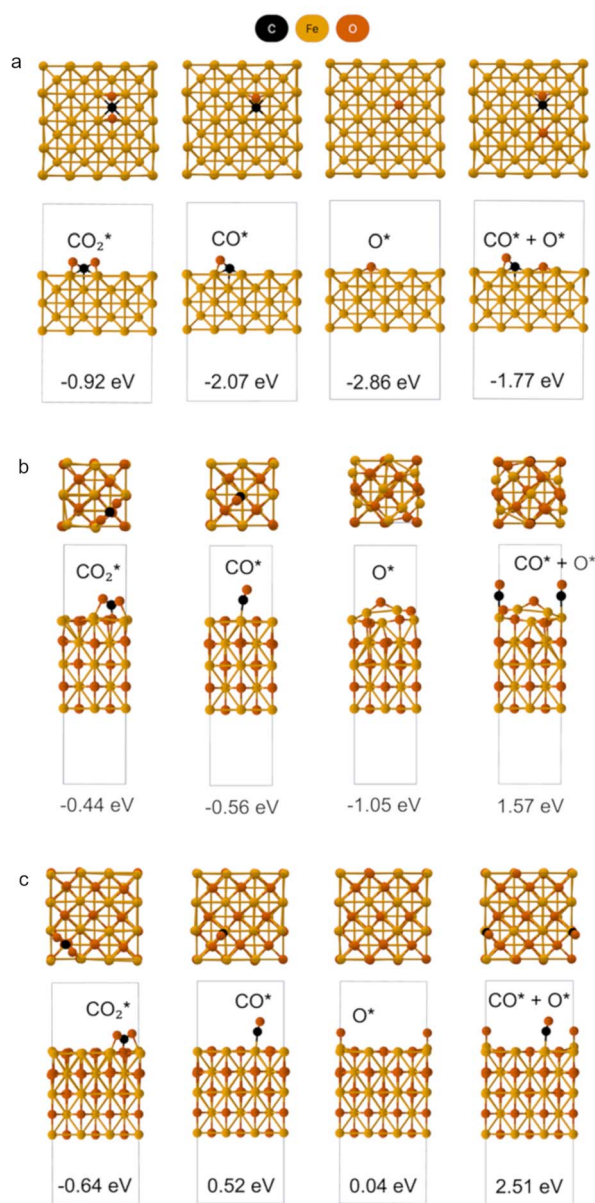 C Fe O
a
CO₂* CO* O* CO* + O*
-0.92 eV -2.07 eV -2.86 eV -1.77 eV
b
CO₂* CO* O* CO* + O*
-0.44 eV -0.56 eV -1.05 eV 1.57 eV
c
CO₂* CO* O* CO* + O*
-0.64 eV 0.52 eV 0.04 eV 2.51 eV